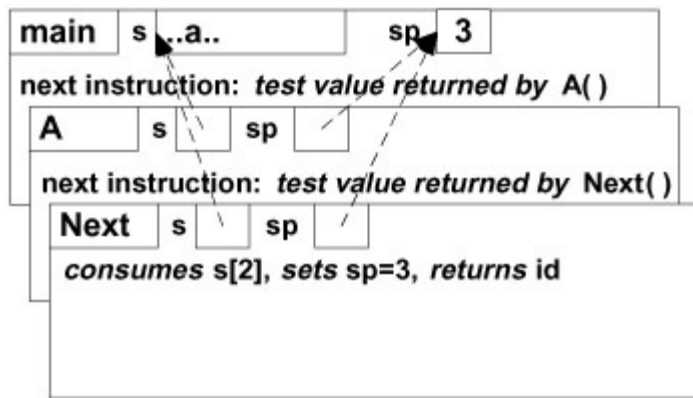 main s ..a.. sp 3
next instruction: test value returned by A( )
A s sp
next instruction: test value returned by Next( )
Next s sp
consumes s[2], sets sp=3, returns id